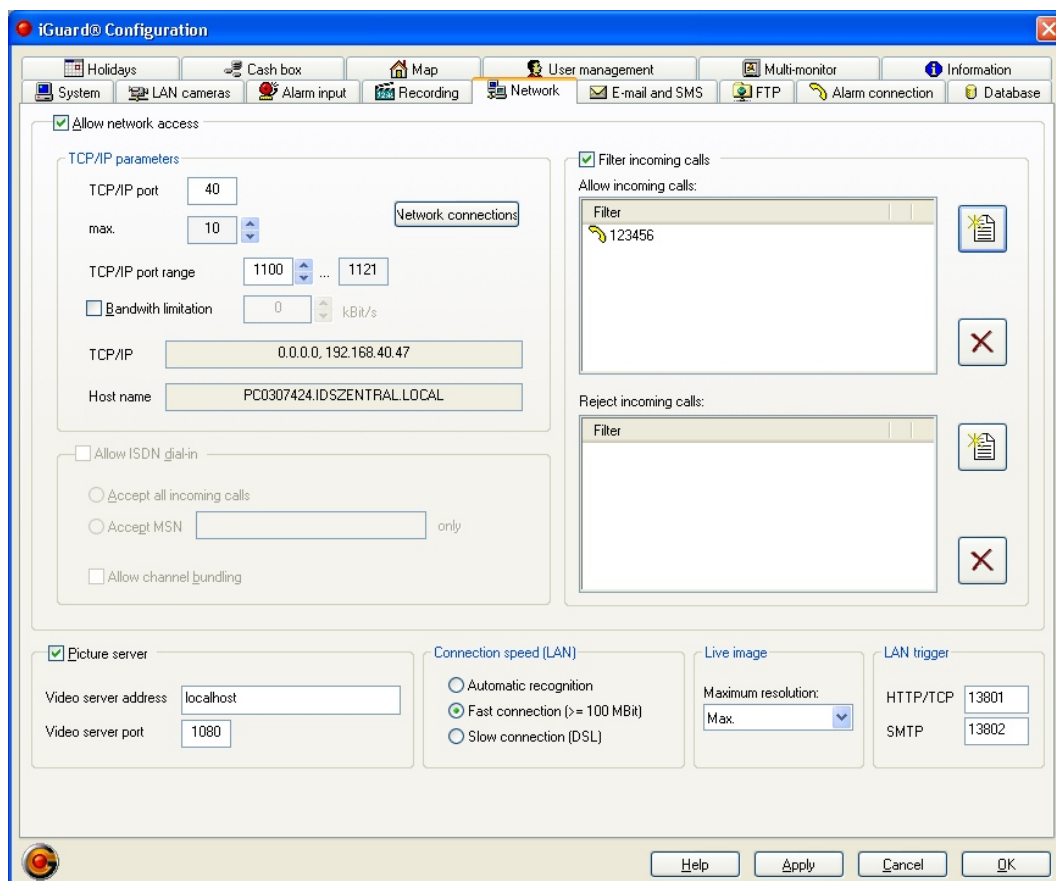 iGuard® Configuration
Holidays Cash box Map User management Multi-monitor Information
System LAN cameras Alarm input Recording Network E-mail and SMS FTP Alarm connection Database
Allow network access
TCP/IP parameters
TCP/IP port 40
max. 10
Network connections
TCP/IP port range 1100 ... 1121
Bandwith limitation 0 kBit/s
TCP/IP 0.0.0.0, 192.168.40.47
Host name PC0307424.IDSZENTRAL.LOCAL
Allow ISDN dial-in
Accept all incoming calls
Accept MSN only
Allow channel bundling
Filter incoming calls
Allow incoming calls:
Filter
123456
Reject incoming calls:
Filter
Picture server
Video server address localhost
Video server port 1080
Connection speed (LAN)
Automatic recognition
Fast connection (>= 100 MBit)
Slow connection (DSL)
Live image
Maximum resolution:
Max.
LAN trigger
HTTP/TCP 13801
SMTP 13802
Help Apply Cancel OK